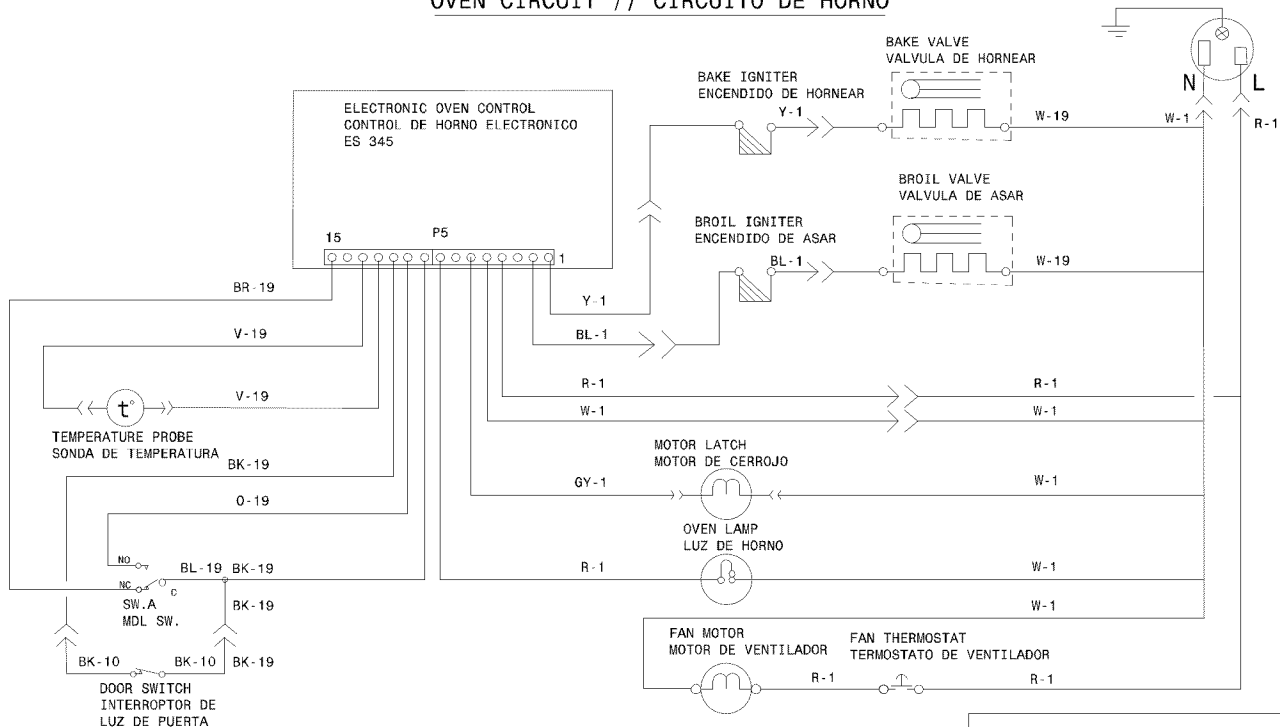 OVEN CIRCUIT // CIRCUITO DE HORNO
BAKE VALVE
VALVULA DE HORNEAR
BAKE IGNITER
ENCENDIDO DE HORNEAR
N
L
ELECTRONIC OVEN CONTROL
CONTROL DE HORNO ELECTRONICO
ES 345
Y-1
W-19
W-1
R-1
BROIL VALVE
VALVULA DE ASAR
BROIL IGNITER
ENCENDIDO DE ASAR
15
P5
1
BL-1
W-19
BR-19
Y-1
V-19
BL-1
R-1
R-1
V-19
W-1
W-1
t°
TEMPERATURE PROBE
SONDA DE TEMPERATURA
MOTOR LATCH
MOTOR DE CERROJO
BK-19
GY-1
W-1
O-19
OVEN LAMP
LUZ DE HORNO
NO
BL-19 BK-19
R-1
W-1
NC
C
SW.A
MDL SW.
BK-19
W-1
FAN MOTOR
MOTOR DE VENTILADOR
FAN THERMOSTAT
TERMOSTATO DE VENTILADOR
BK-10
BK-10
BK-19
R-1
R-1
DOOR SWITCH
INTERROPTOR DE
LUZ DE PUERTA